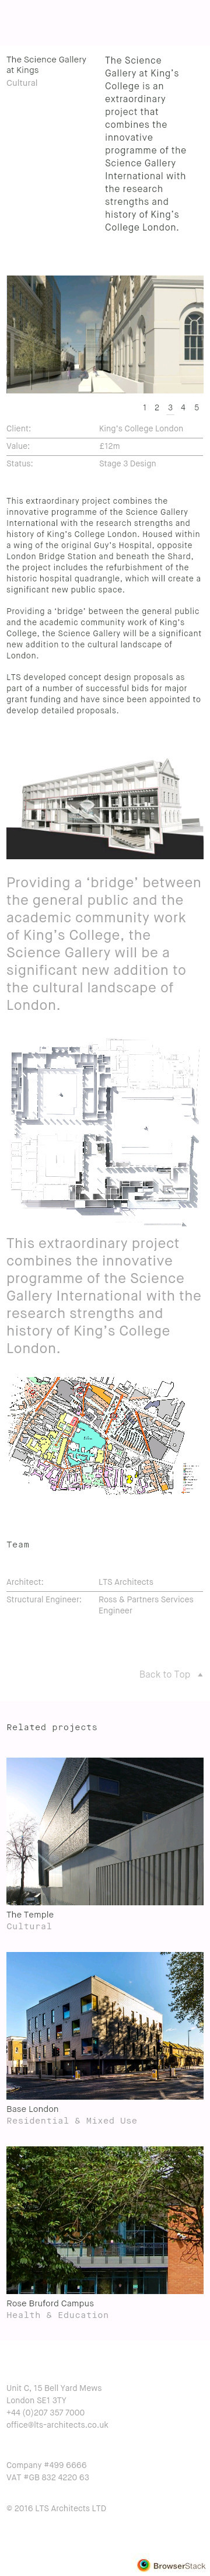 The Science Gallery
at Kings
Cultural
The Science
Gallery at King's
College is an
extraordinary
project that
combines the
innovative
programme of the
Science Gallery
International with
the research
strengths and
history of King's
College London.
1 2 3 4 5
Client: King's College London
Value: £12m
Status: Stage 3 Design
This extraordinary project combines the
innovative programme of the Science Gallery
International with the research strengths and
history of King's College London. Housed within
a wing of the original Guy's Hospital, opposite
London Bridge Station and beneath the Shard,
the project includes the refurbishment of the
historic hospital quadrangle, which will create a
significant new public space.
Providing a 'bridge' between the general public
and the academic community work of King's
College, the Science Gallery will be a significant
new addition to the cultural landscape of
London.
LTS developed concept design proposals as
part of a number of successful bids for major
grant funding and have since been appointed to
develop detailed proposals.
Providing a 'bridge' between
the general public and the
academic community work
of King's College, the
Science Gallery will be a
significant new addition to
the cultural landscape of
London.
This extraordinary project
combines the innovative
programme of the Science
Gallery International with the
research strengths and
history of King's College
London.
Team
Architect: LTS Architects
Structural Engineer: Ross & Partners Services
Engineer
Back to Top
Related projects
The Temple
Cultural
Base London
Residential & Mixed Use
Rose Bruford Campus
Health & Education
Unit C, 15 Bell Yard Mews
London SE1 3TY
+44 (0)207 357 7000
office@lts-architects.co.uk
Company #499 6666
VAT #GB 832 4220 63
© 2016 LTS Architects LTD
BrowserStack